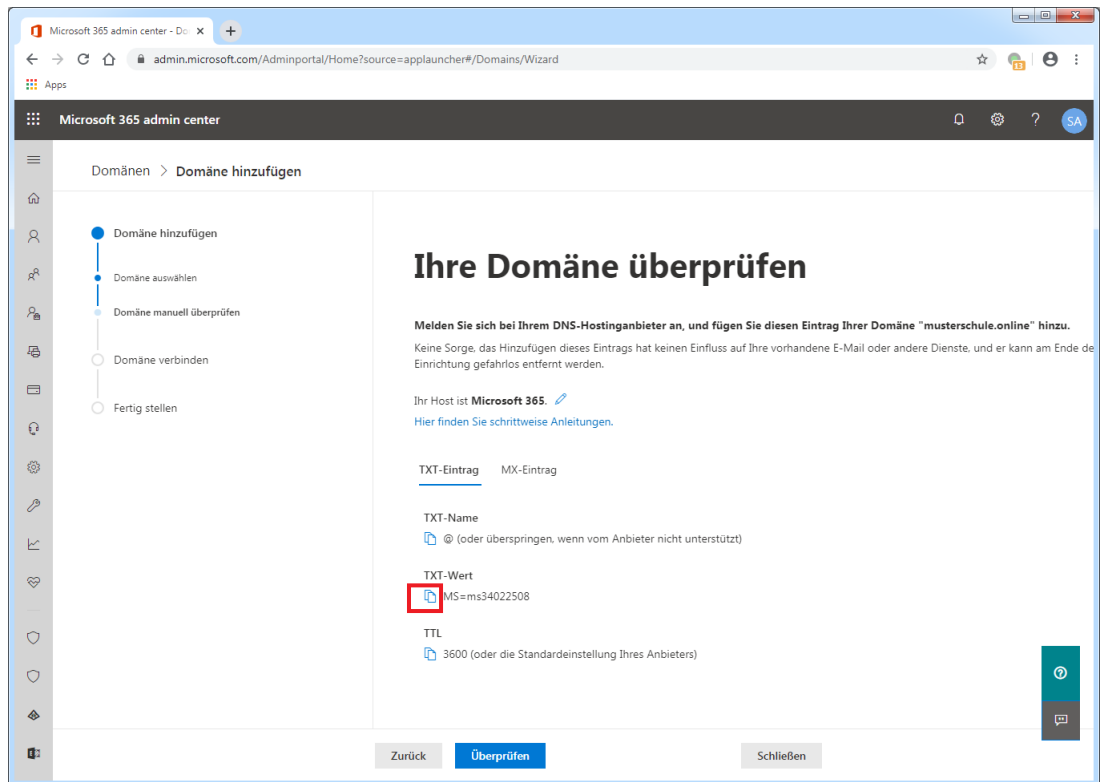 Microsoft 365 admin center - Do
admin.microsoft.com/Adminportal/Home?source=applauncher#/Domains/Wizard
13
Apps
Microsoft 365 admin center
?
SA
Domänen > Domäne hinzufügen
Domäne hinzufügen
Domäne auswählen
Domäne manuell überprüfen
Domäne verbinden
Fertig stellen
Ihre Domäne überprüfen
Melden Sie sich bei Ihrem DNS-Hostinganbieter an, und fügen Sie diesen Eintrag Ihrer Domäne "musterschule.online" hinzu.
Keine Sorge, das Hinzufügen dieses Eintrags hat keinen Einfluss auf Ihre vorhandene E-Mail oder andere Dienste, und er kann am Ende de
Einrichtung gefahrlos entfernt werden.
Ihr Host ist Microsoft 365.
Hier finden Sie schrittweise Anleitungen.
TXT-Eintrag MX-Eintrag
TXT-Name
@ (oder überspringen, wenn vom Anbieter nicht unterstützt)
TXT-Wert
MS=ms34022508
TTL
3600 (oder die Standardeinstellung Ihres Anbieters)
Zurück Überprüfen Schließen